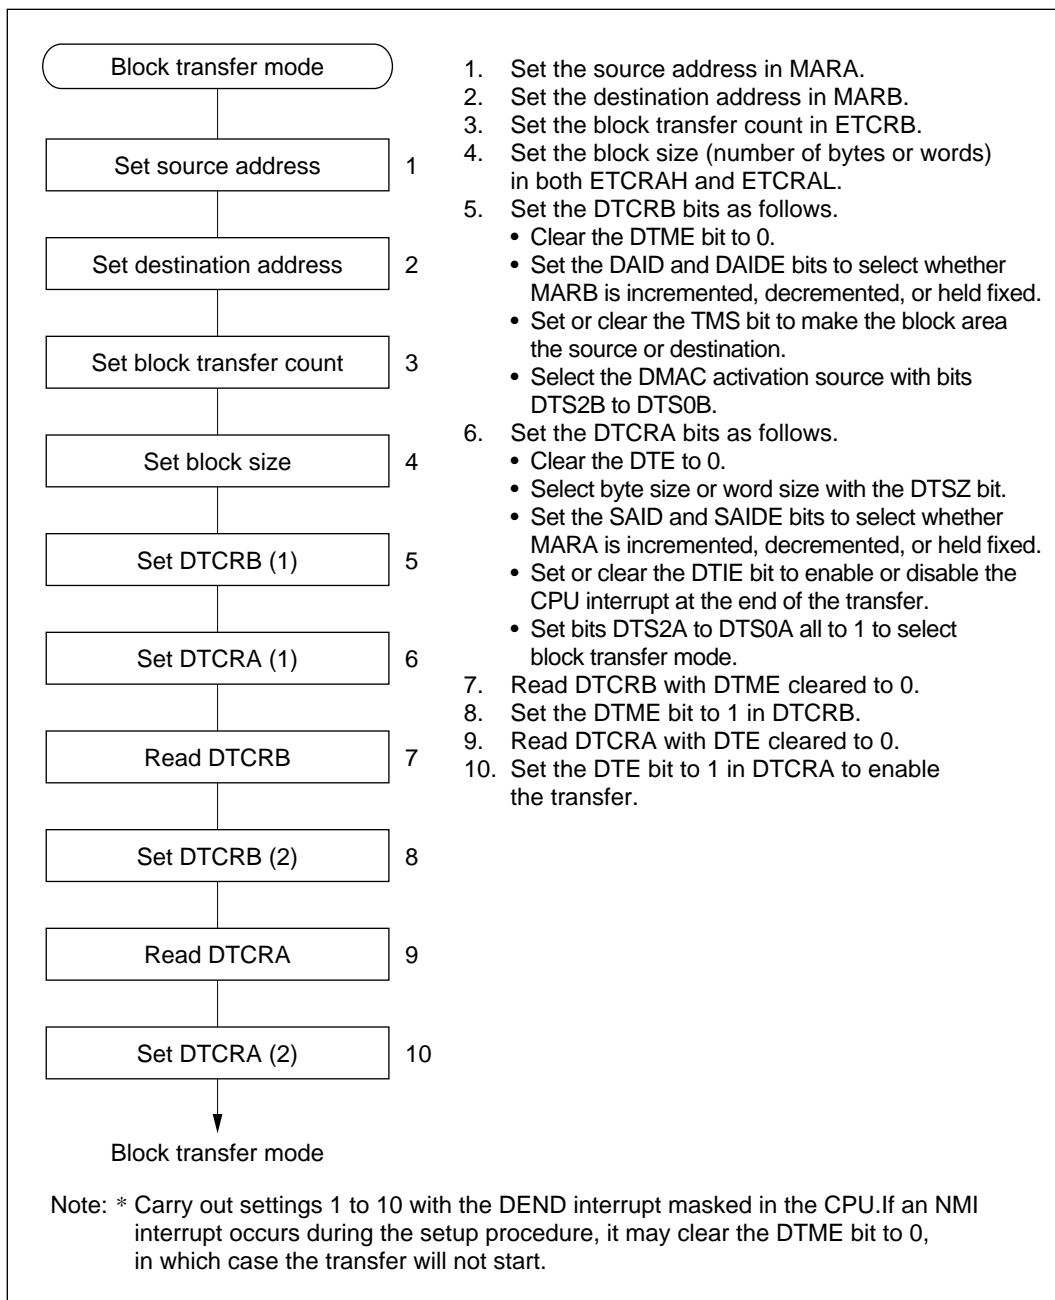 Block transfer mode
Set source address 1
Set destination address 2
Set block transfer count 3
Set block size 4
Set DTCRB (1) 5
Set DTCRA (1) 6
Read DTCRB 7
Set DTCRB (2) 8
Read DTCRA 9
Set DTCRA (2) 10
Block transfer mode
1. Set the source address in MARA.
2. Set the destination address in MARB.
3. Set the block transfer count in ETCRB.
4. Set the block size (number of bytes or words)
in both ETCRAH and ETCRAL.
5. Set the DTCRB bits as follows.
• Clear the DTME bit to 0.
• Set the DAID and DAIDE bits to select whether
MARB is incremented, decremented, or held fixed.
• Set or clear the TMS bit to make the block area
the source or destination.
• Select the DMAC activation source with bits
DTS2B to DTS0B.
6. Set the DTCRA bits as follows.
• Clear the DTE to 0.
• Select byte size or word size with the DTSZ bit.
• Set the SAID and SAIDE bits to select whether
MARA is incremented, decremented, or held fixed.
• Set or clear the DTIE bit to enable or disable the
CPU interrupt at the end of the transfer.
• Set bits DTS2A to DTS0A all to 1 to select
block transfer mode.
7. Read DTCRB with DTME cleared to 0.
8. Set the DTME bit to 1 in DTCRB.
9. Read DTCRA with DTE cleared to 0.
10. Set the DTE bit to 1 in DTCRA to enable
the transfer.
Note: * Carry out settings 1 to 10 with the DEND interrupt masked in the CPU.If an NMI
interrupt occurs during the setup procedure, it may clear the DTME bit to 0,
in which case the transfer will not start.